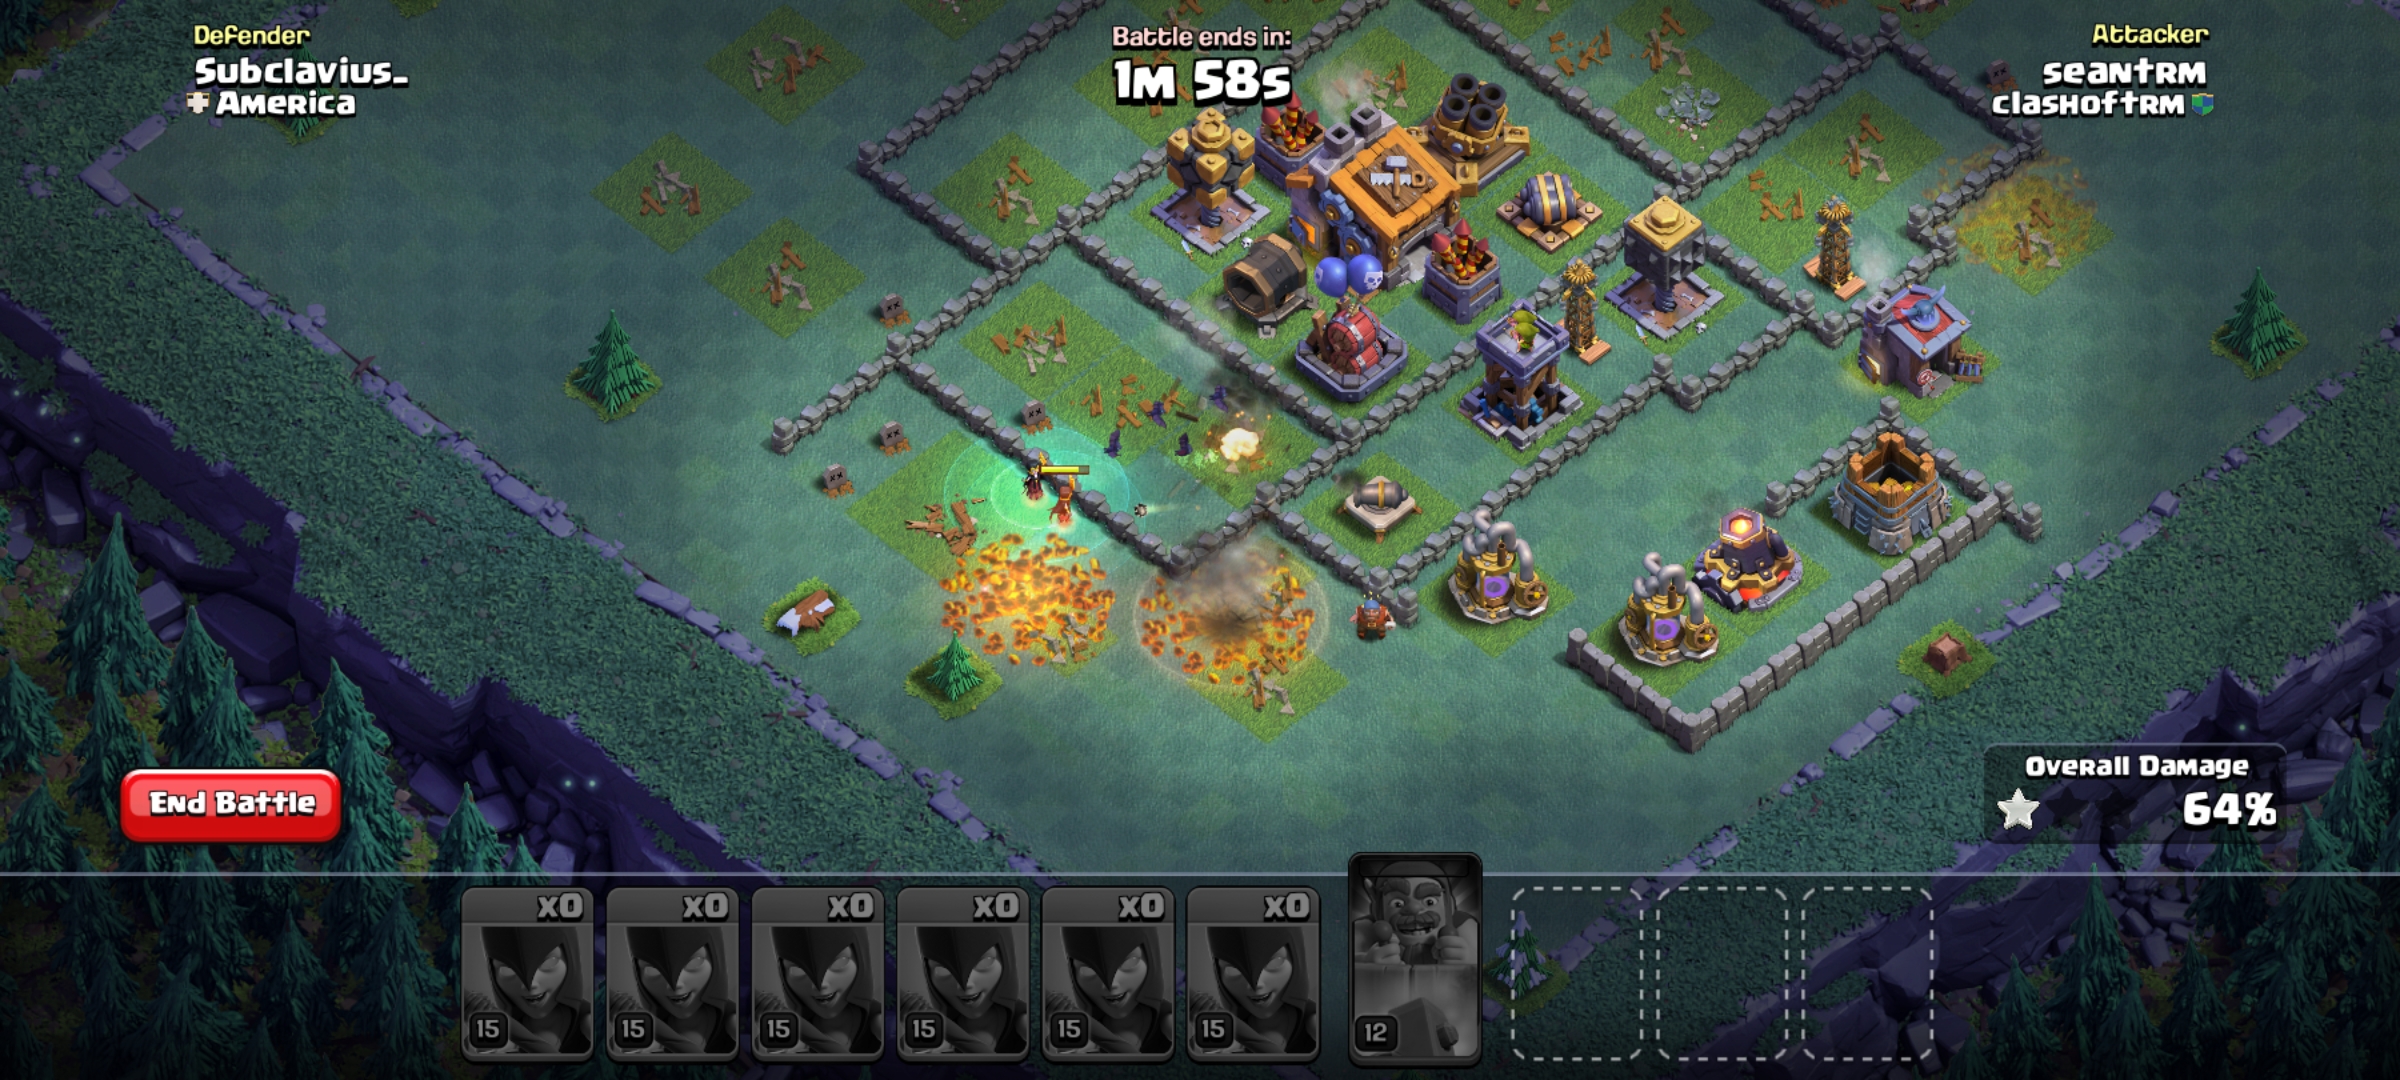 Defender
Subclavius_
America
Battle ends in:
1M 58s
Attacker
seantRM
clashoftRM
End Battle
Overall Damage
64%
x0
x0
x0
x0
x0
x0
15
15
15
15
15
15
12